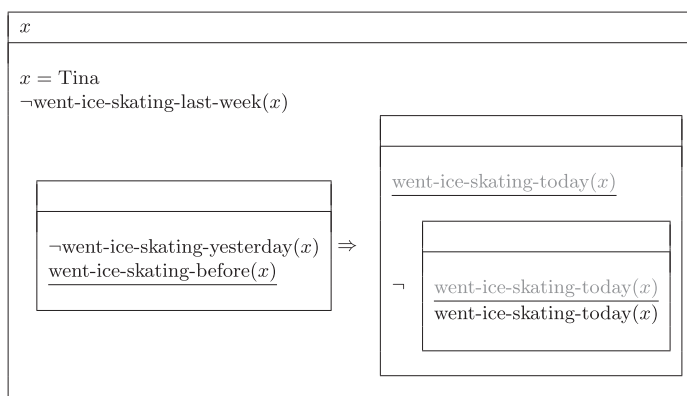 x
x = Tina
¬went-ice-skating-last-week(x)
¬went-ice-skating-yesterday(x)
went-ice-skating-before(x)
⇒
went-ice-skating-today(x)
¬
went-ice-skating-today(x)
went-ice-skating-today(x)